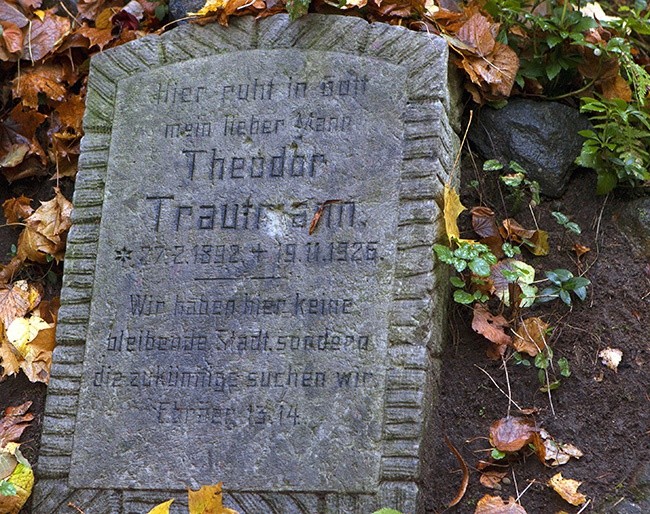 Hier ruht in Gott
mein lieber Mann
Theodor
Trautmann.
* 27.2.1892. + 19.11.1926.
Wir haben hier keine
bleibende Stadt, sondern
die zukünftige suchen wir.
Ebräer 13.14.